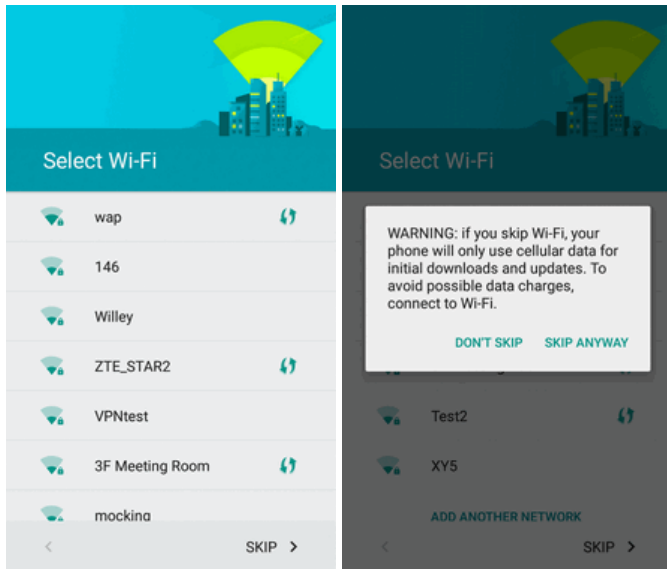 Select Wi-Fi
wap
146
Willey
ZTE_STAR2
VPNtest
3F Meeting Room
mocking
SKIP
Select Wi-Fi
WARNING: if you skip Wi-Fi, your
phone will only use cellular data for
initial downloads and updates. To
avoid possible data charges,
connect to Wi-Fi.
DON'T SKIP SKIP ANYWAY
Test2
XY5
ADD ANOTHER NETWORK
SKIP